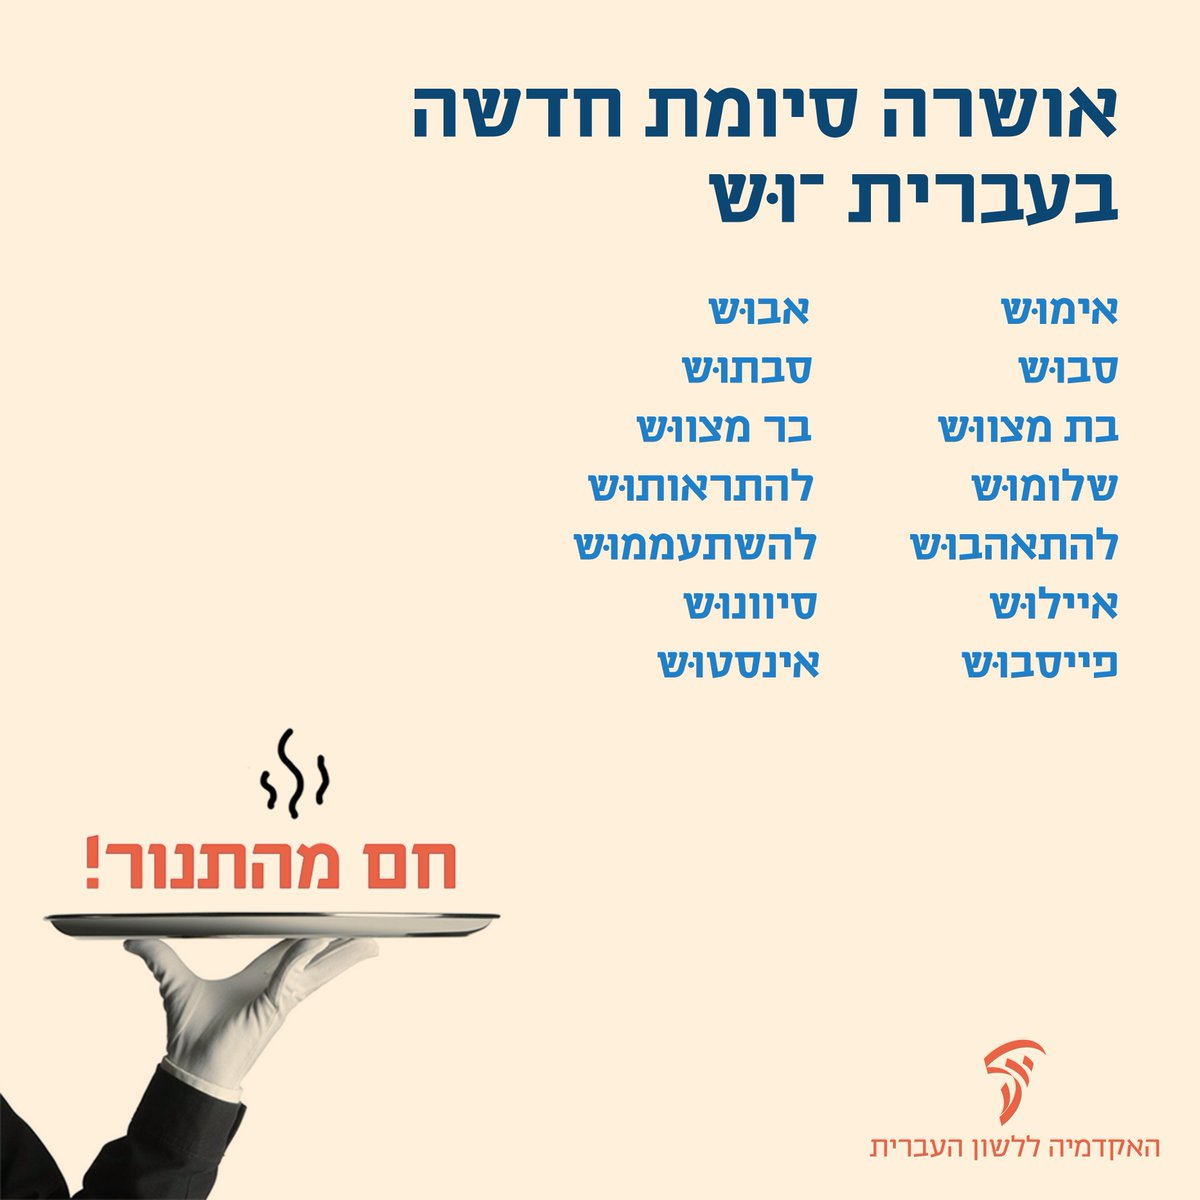 אושרה סיומת חדשה
בעברית ־וּש
אימוּש אבוּש
סבוּש סבתוּש
בת מצווּש בר מצווּש
שלומוּש להתראותוּש
להתאהבוּש להשתעממוּש
איילוּש סיוונוּש
פייסבוּש אינסטוּש
חם מהתנור!
האקדמיה ללשון העברית